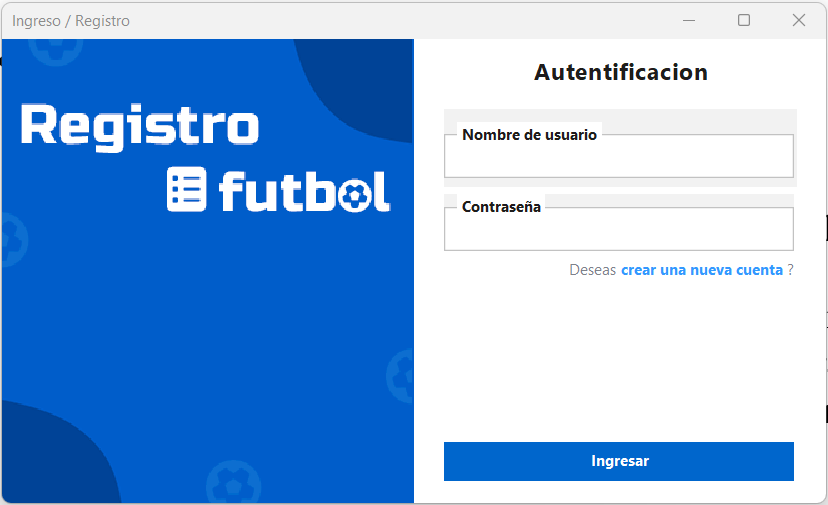 Ingreso / Registro
Registro
futbol
Autentificacion
Nombre de usuario
Contraseña
Deseas crear una nueva cuenta ?
Ingresar